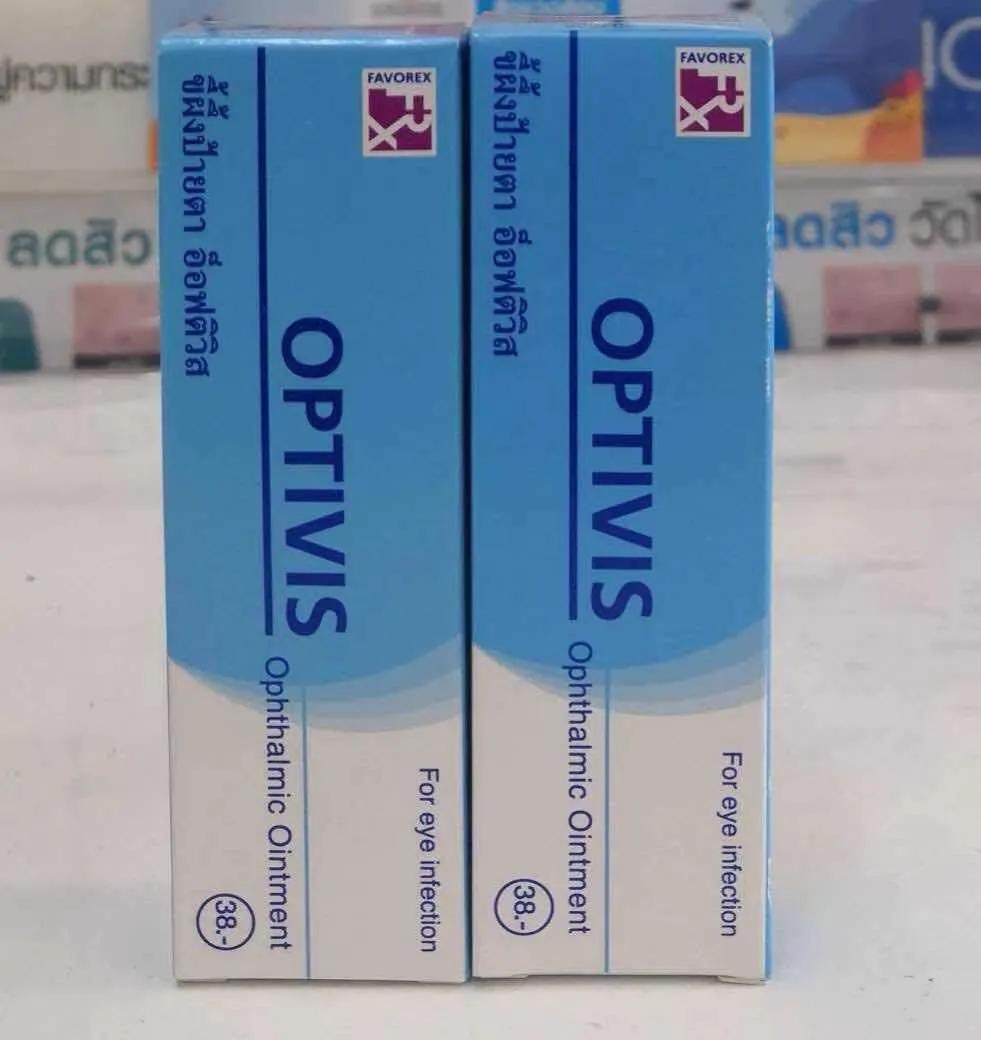 FAVOREX
Rx
ขี้ผึ้งป้ายตา อ๊อฟติวิส
OPTIVIS
Ophthalmic Ointment
For eye infection
38.-
FAVOREX
Rx
ขี้ผึ้งป้ายตา อ๊อฟติวิส
OPTIVIS
Ophthalmic Ointment
For eye infection
38.-
ลดสิว
ลดสิว